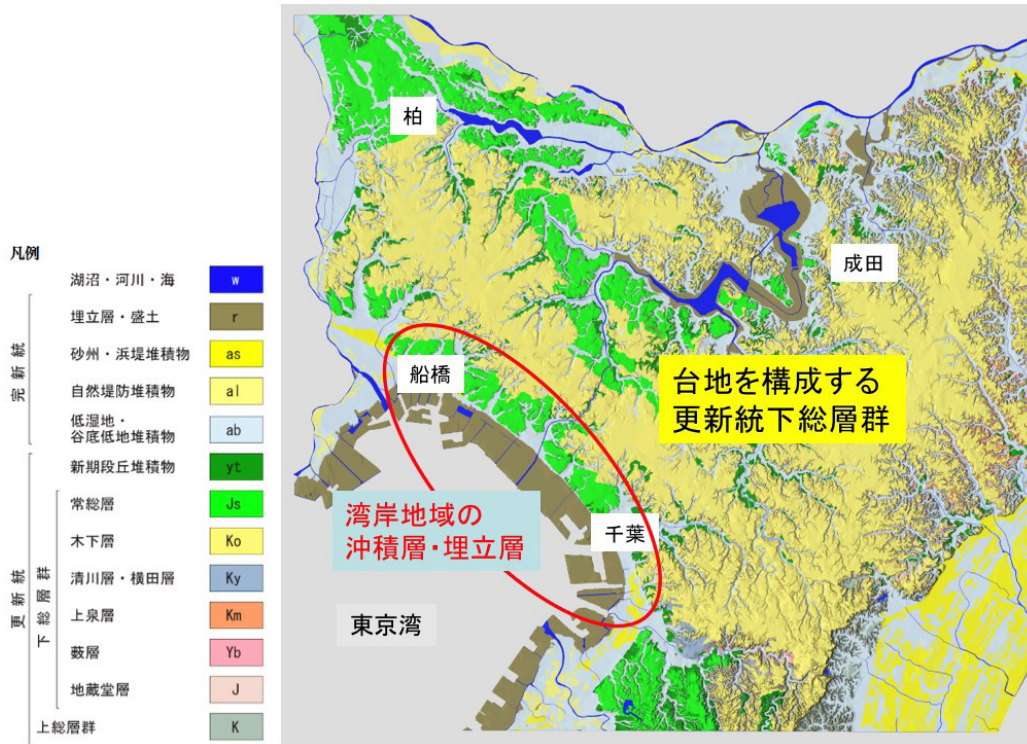 凡例
完新統
湖沼・河川・海 w
埋立層・盛土 r
砂州・浜堤堆積物 as
自然堤防堆積物 al
低湿地・
谷底低地堆積物 ab
更新統
新期段丘堆積物 yt
下総層群
常総層 Js
木下層 Ko
清川層・横田層 Ky
上泉層 Km
薮層 Yb
地蔵堂層 J
上総層群 K
柏
成田
船橋
台地を構成する
更新統下総層群
湾岸地域の
沖積層・埋立層
千葉
東京湾